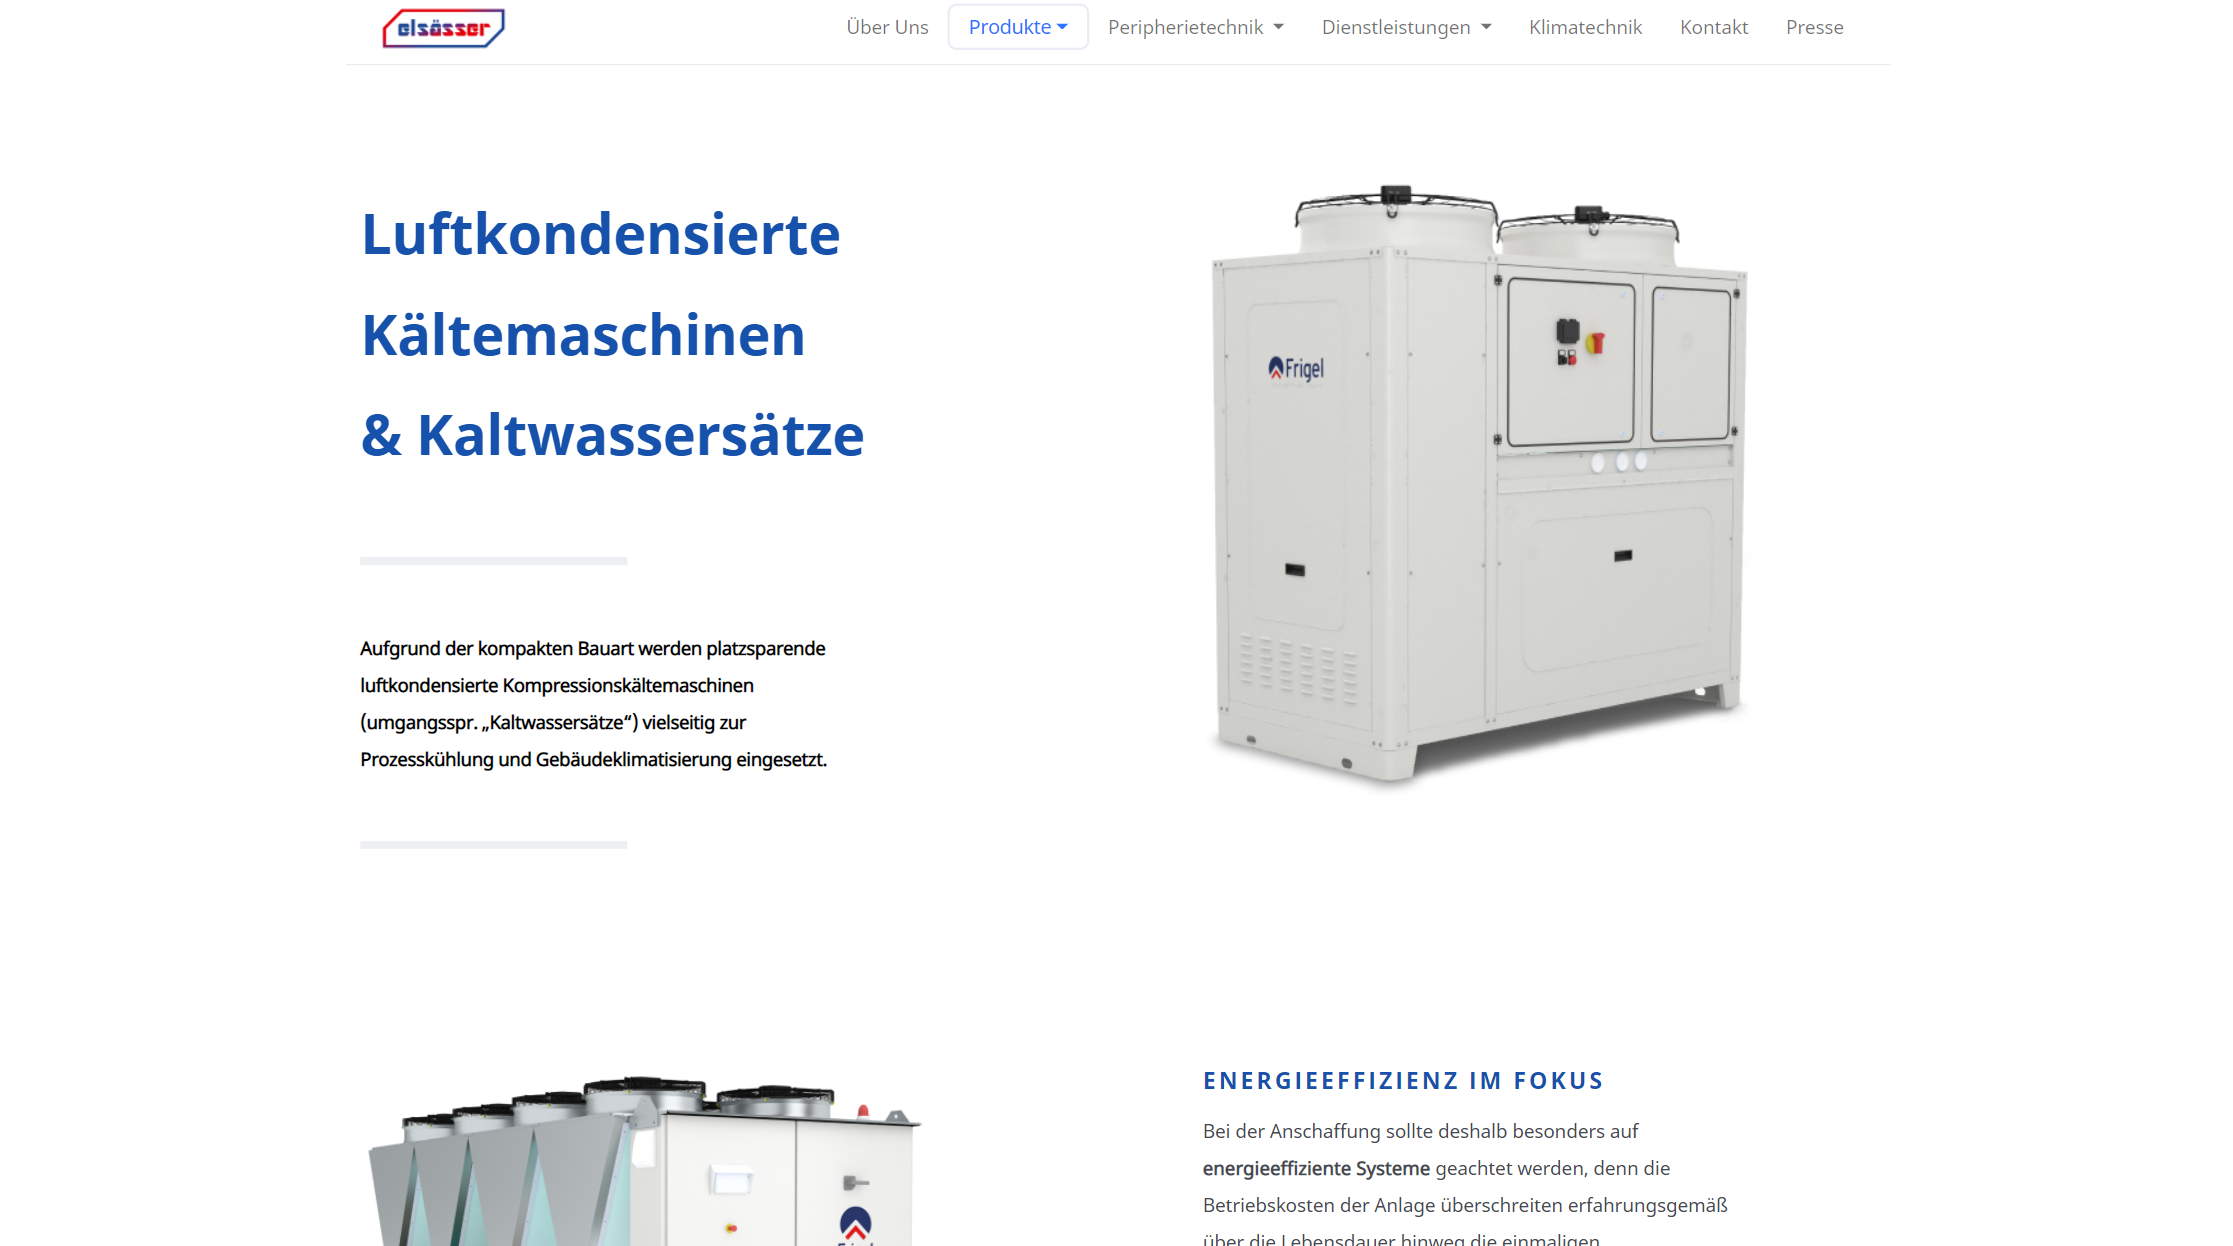 elsässer
Über Uns
Produkte
Peripherietechnik
Dienstleistungen
Klimatechnik
Kontakt
Presse
Luftkondensierte
Kältemaschinen
& Kaltwassersätze
Frigel
Aufgrund der kompakten Bauart werden platzsparende
luftkondensierte Kompressionskältemaschinen
(umgangsspr. „Kaltwassersätze“) vielseitig zur
Prozesskühlung und Gebäudeklimatisierung eingesetzt.
ENERGIEEFFIZIENZ IM FOKUS
Bei der Anschaffung sollte deshalb besonders auf
energieeffiziente Systeme geachtet werden, denn die
Betriebskosten der Anlage überschreiten erfahrungsgemäß
über die Lebensdauer hinweg die einmaligen
Frigel